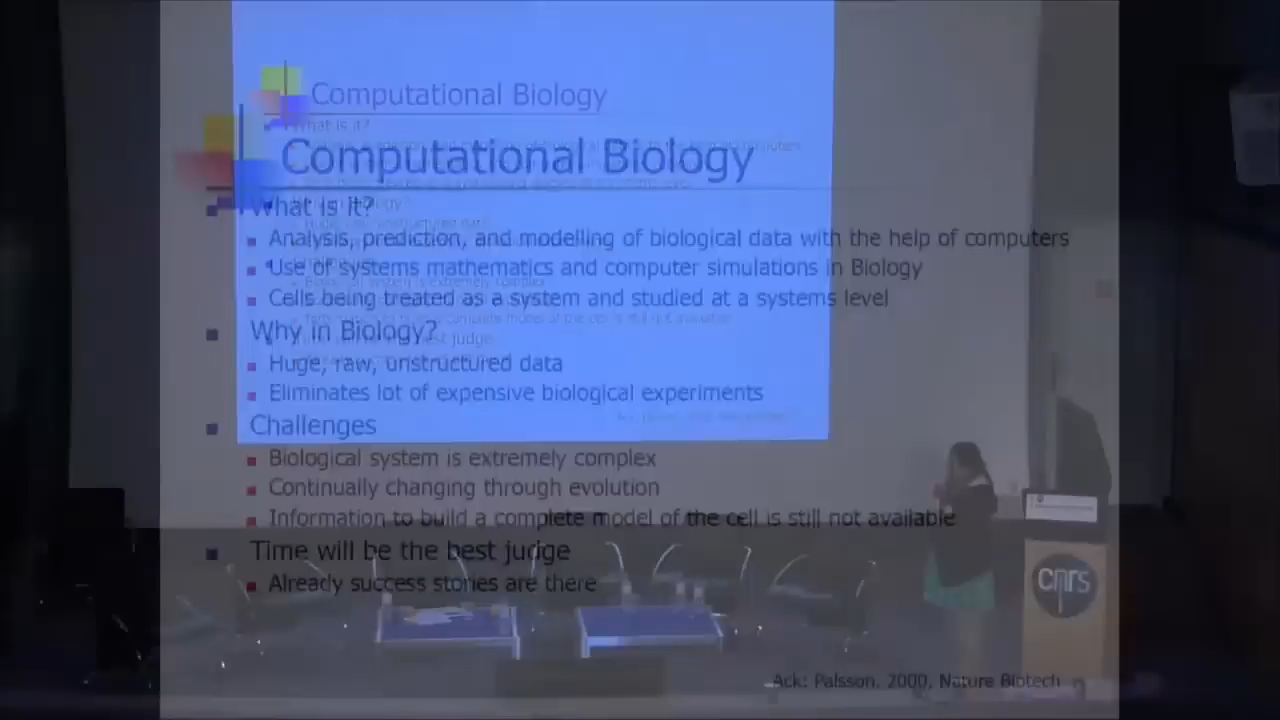 Computational Biology
Computational Biology
What is it?
Analysis, prediction, and modelling of biological data with the help of computers
Use of systems mathematics and computer simulations in Biology
Cells being treated as a system and studied at a systems level
Why in Biology?
Huge, raw, unstructured data
Eliminates lot of expensive biological experiments
Challenges
Biological system is extremely complex
Continually changing through evolution
Information to build a complete model of the cell is still not available
Time will be the best judge
Already success stories are there
cnrs
Ack: Palsson, 2000, Nature Biotech